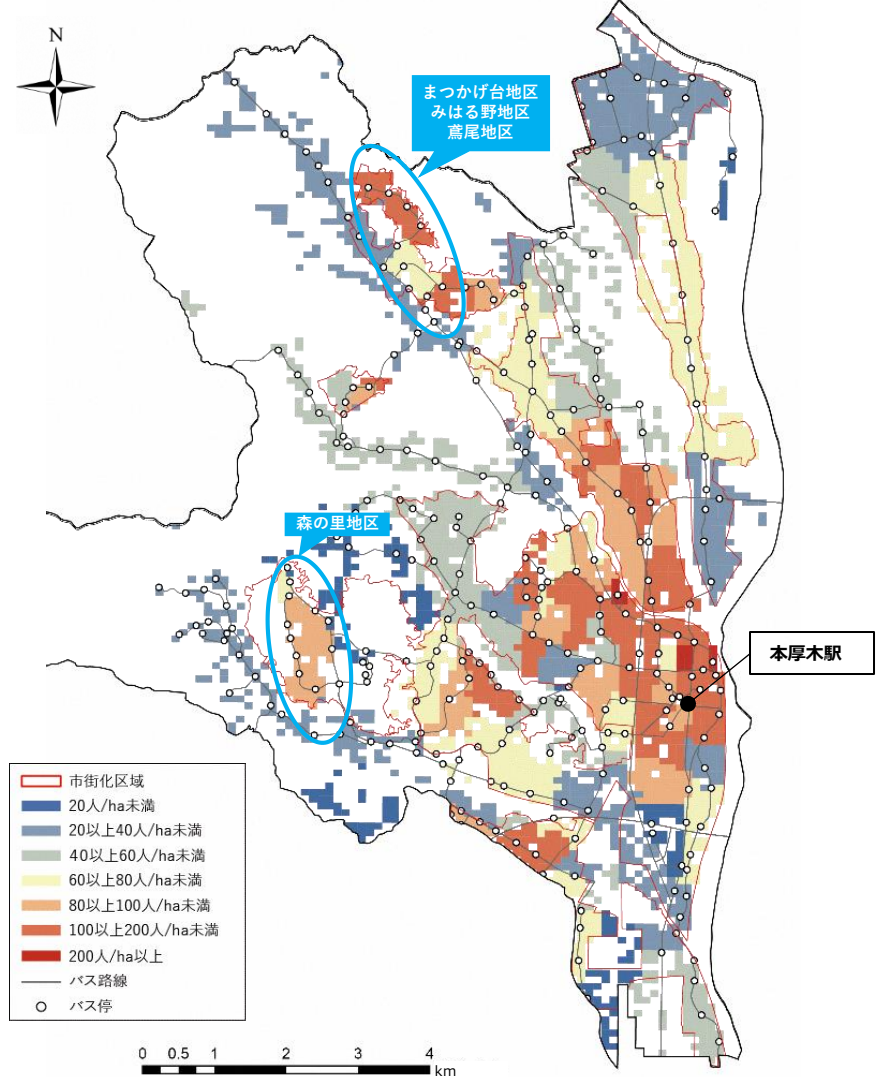 N
まつかげ台地区
みはる野地区
鳶尾地区
森の里地区
本厚木駅
市街化区域
20人/ha未満
20以上40人/ha未満
40以上60人/ha未満
60以上80人/ha未満
80以上100人/ha未満
100以上200人/ha未満
200人/ha以上
バス路線
バス停
0 0.5 1 2 3 4
km